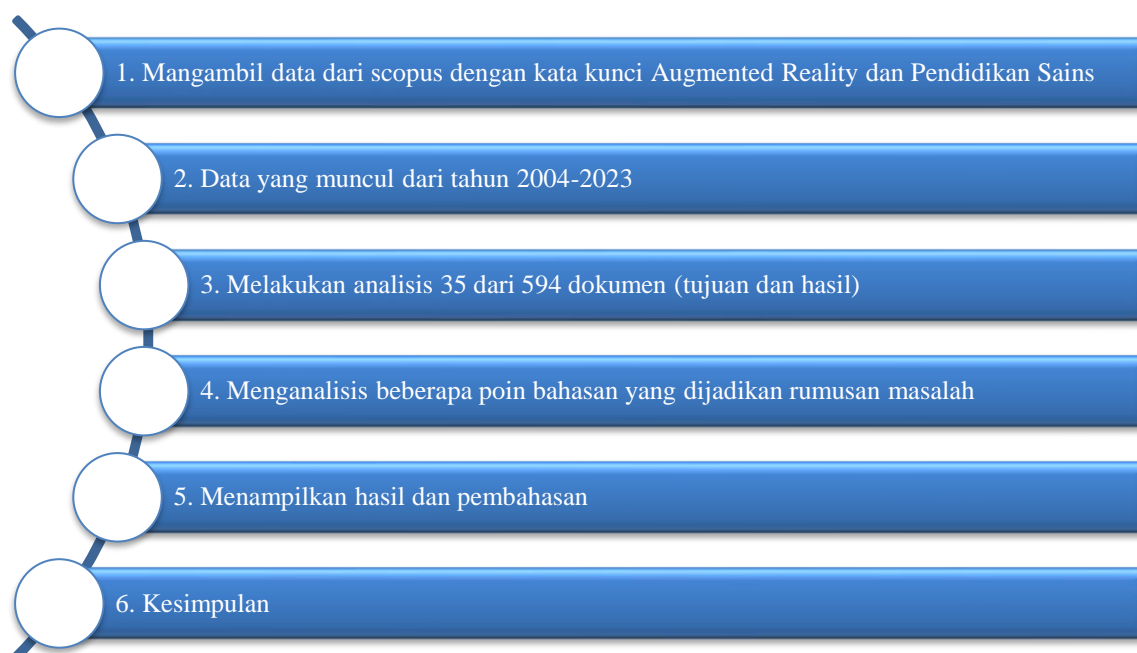 1. Mangambil data dari scopus dengan kata kunci Augmented Reality dan Pendidikan Sains
2. Data yang muncul dari tahun 2004-2023
3. Melakukan analisis 35 dari 594 dokumen (tujuan dan hasil)
4. Menganalisis beberapa poin bahasan yang dijadikan rumusan masalah
5. Menampilkan hasil dan pembahasan
6. Kesimpulan